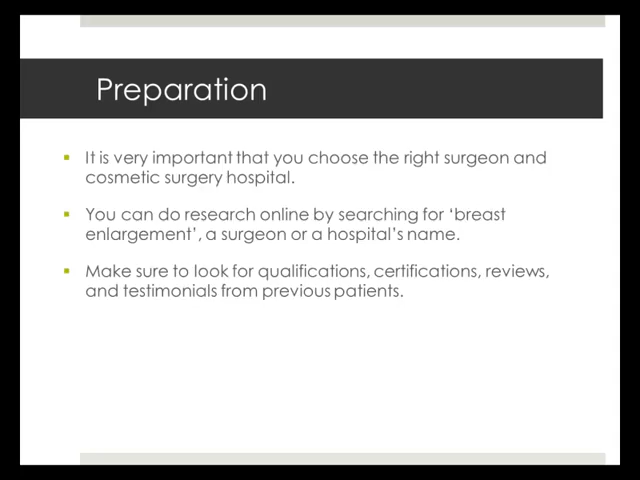 Preparation
It is very important that you choose the right surgeon and
cosmetic surgery hospital.
You can do research online by searching for ‘breast
enlargement’, a surgeon or a hospital’s name.
Make sure to look for qualifications, certifications, reviews,
and testimonials from previous patients.